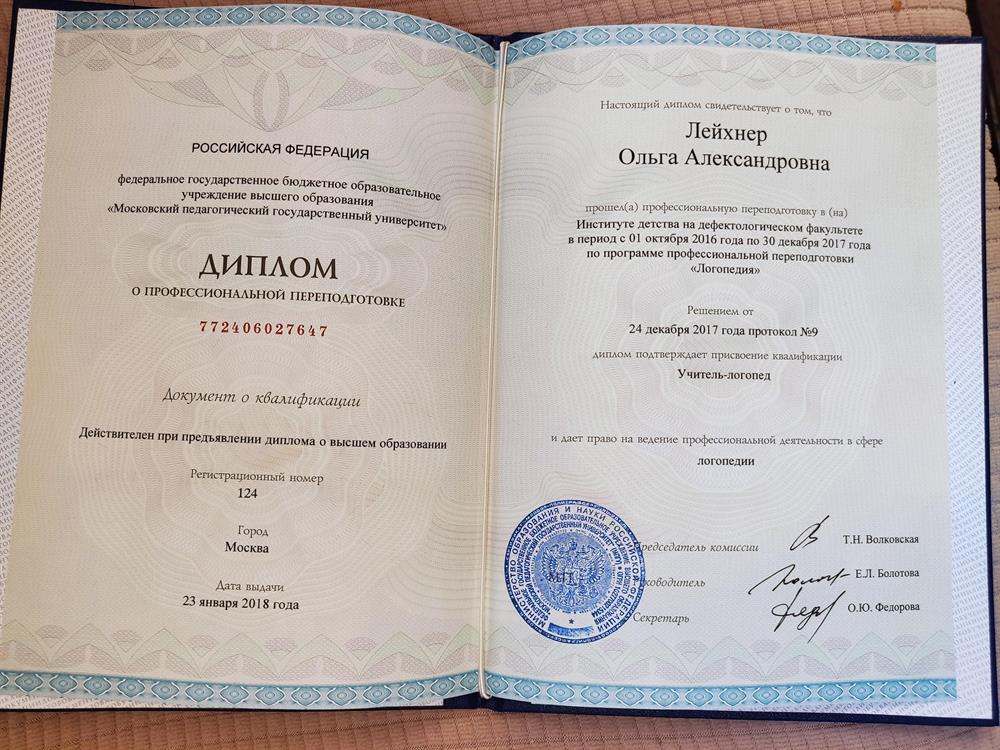 РОССИЙСКАЯ ФЕДЕРАЦИЯ
федеральное государственное бюджетное образовательное
учреждение высшего образования
«Московский педагогический государственный университет»
ДИПЛОМ
О ПРОФЕССИОНАЛЬНОЙ ПЕРЕПОДГОТОВКЕ
772406027647
Документ о квалификации
Действителен при предъявлении диплома о высшем образовании
Регистрационный номер
124
Город
Москва
Дата выдачи
23 января 2018 года
Настоящий диплом свидетельствует о том, что
Лейхнер
Ольга Александровна
прошел(а) профессиональную переподготовку в (на)
Институте детства на дефектологическом факультете
в период с 01 октября 2016 года по 30 декабря 2017 года
по программе профессиональной переподготовки
«Логопедия»
Решением от
24 декабря 2017 года протокол №9
диплом подтверждает присвоение квалификации
Учитель-логопед
и дает право на ведение профессиональной деятельности в сфере
логопедии
МИНИСТЕРСТВО ОБРАЗОВАНИЯ И НАУКИ РОССИЙСКОЙ ФЕДЕРАЦИИ
председатель комиссии
Т.Н. Волковская
Руководитель
Е.Л. Болотова
Секретарь
О.Ю. Федорова